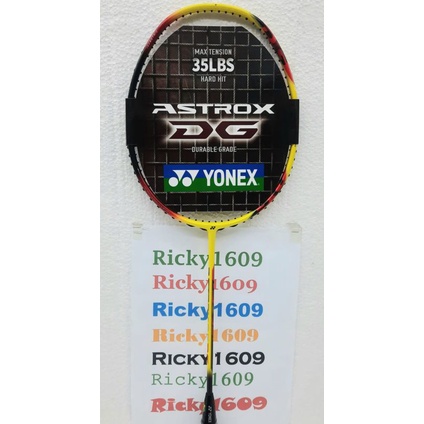 MAX TENSION
35LBS
HARD HIT
ASTROX
DG
DURABLE GRADE
YONEX
Ricky1609
Ricky1609
Ricky1609
Ricky1609
RICKY1609
Ricky1609
Ricky1609